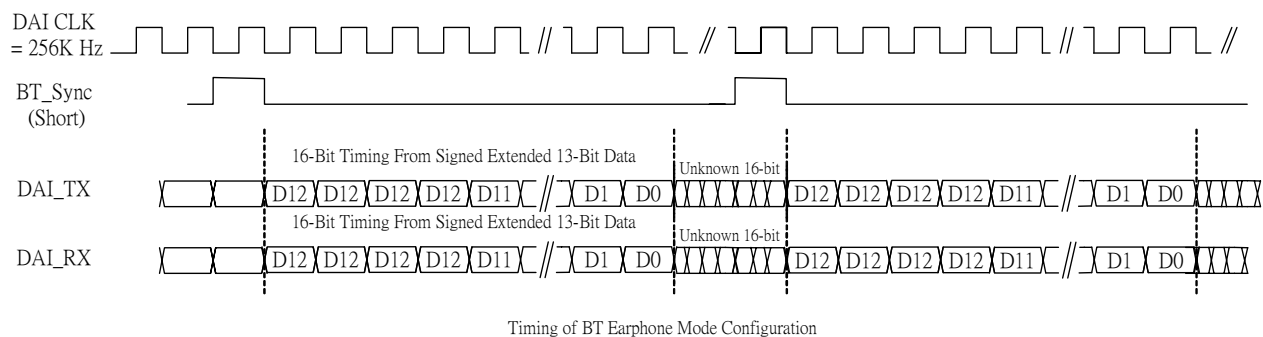 DAI CLK
= 256K Hz
BT_Sync
(Short)
16-Bit Timing From Signed Extended 13-Bit Data
Unknown 16-bit
DAI_TX D12 D12 D12 D12 D11 D1 D0 D12 D12 D12 D12 D11 D1 D0
16-Bit Timing From Signed Extended 13-Bit Data
Unknown 16-bit
DAI_RX D12 D12 D12 D12 D11 D1 D0 D12 D12 D12 D12 D11 D1 D0
Timing of BT Earphone Mode Configuration